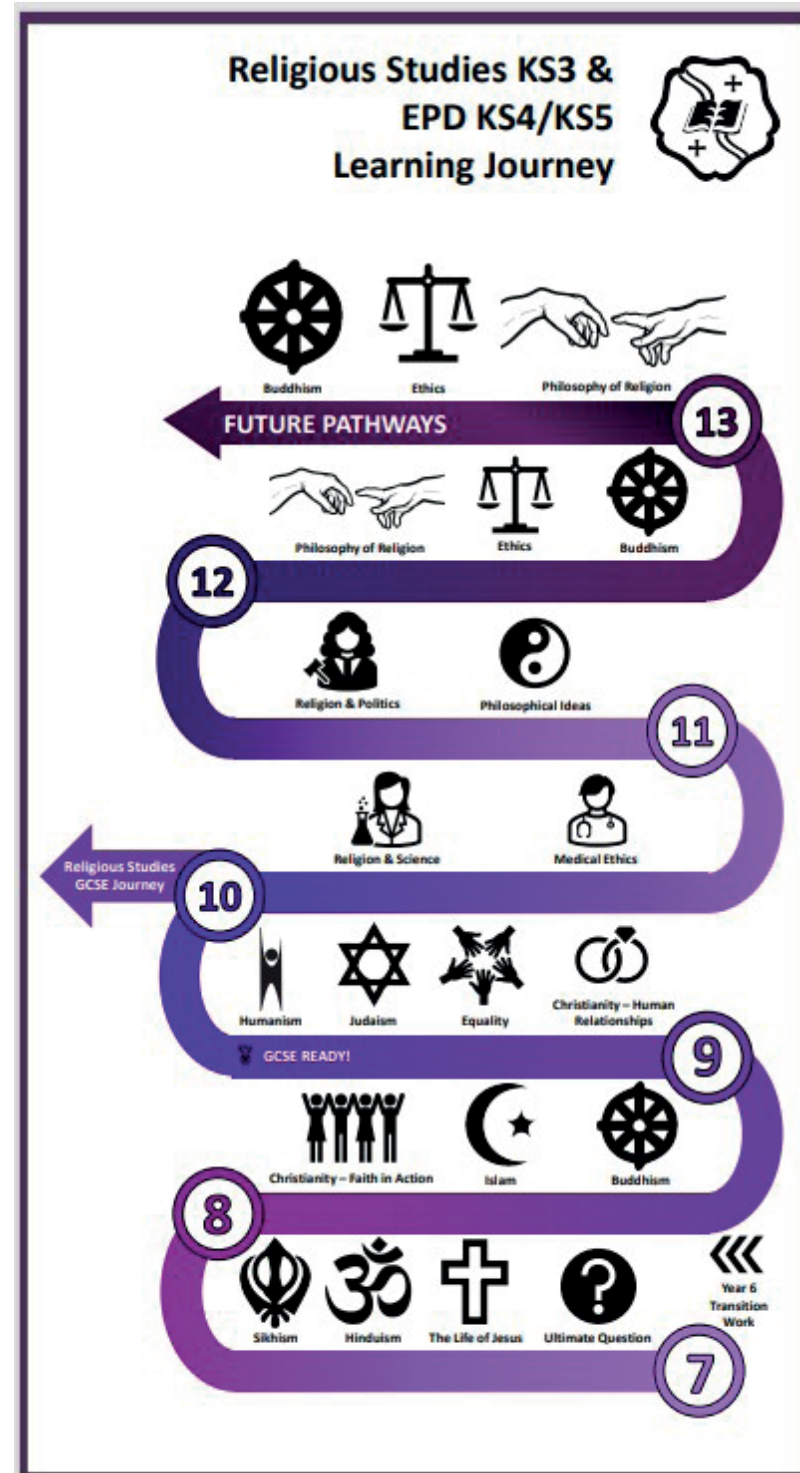 Religious Studies KS3 &
EPD KS4/KS5
Learning Journey
Buddhism
Ethics
Philosophy of Religion
FUTURE PATHWAYS
13
Philosophy of Religion
Ethics
Buddhism
12
Religion & Politics
Philosophical Ideas
11
Religion & Science
Medical Ethics
Religious Studies
GCSE Journey
10
Humanism
Judaism
Equality
Christianity – Human
Relationships
GCSE READY!
9
Christianity – Faith in Action
Islam
Buddhism
8
Sikhism
Hinduism
The Life of Jesus
Ultimate Question
Year 6
Transition
Work
7